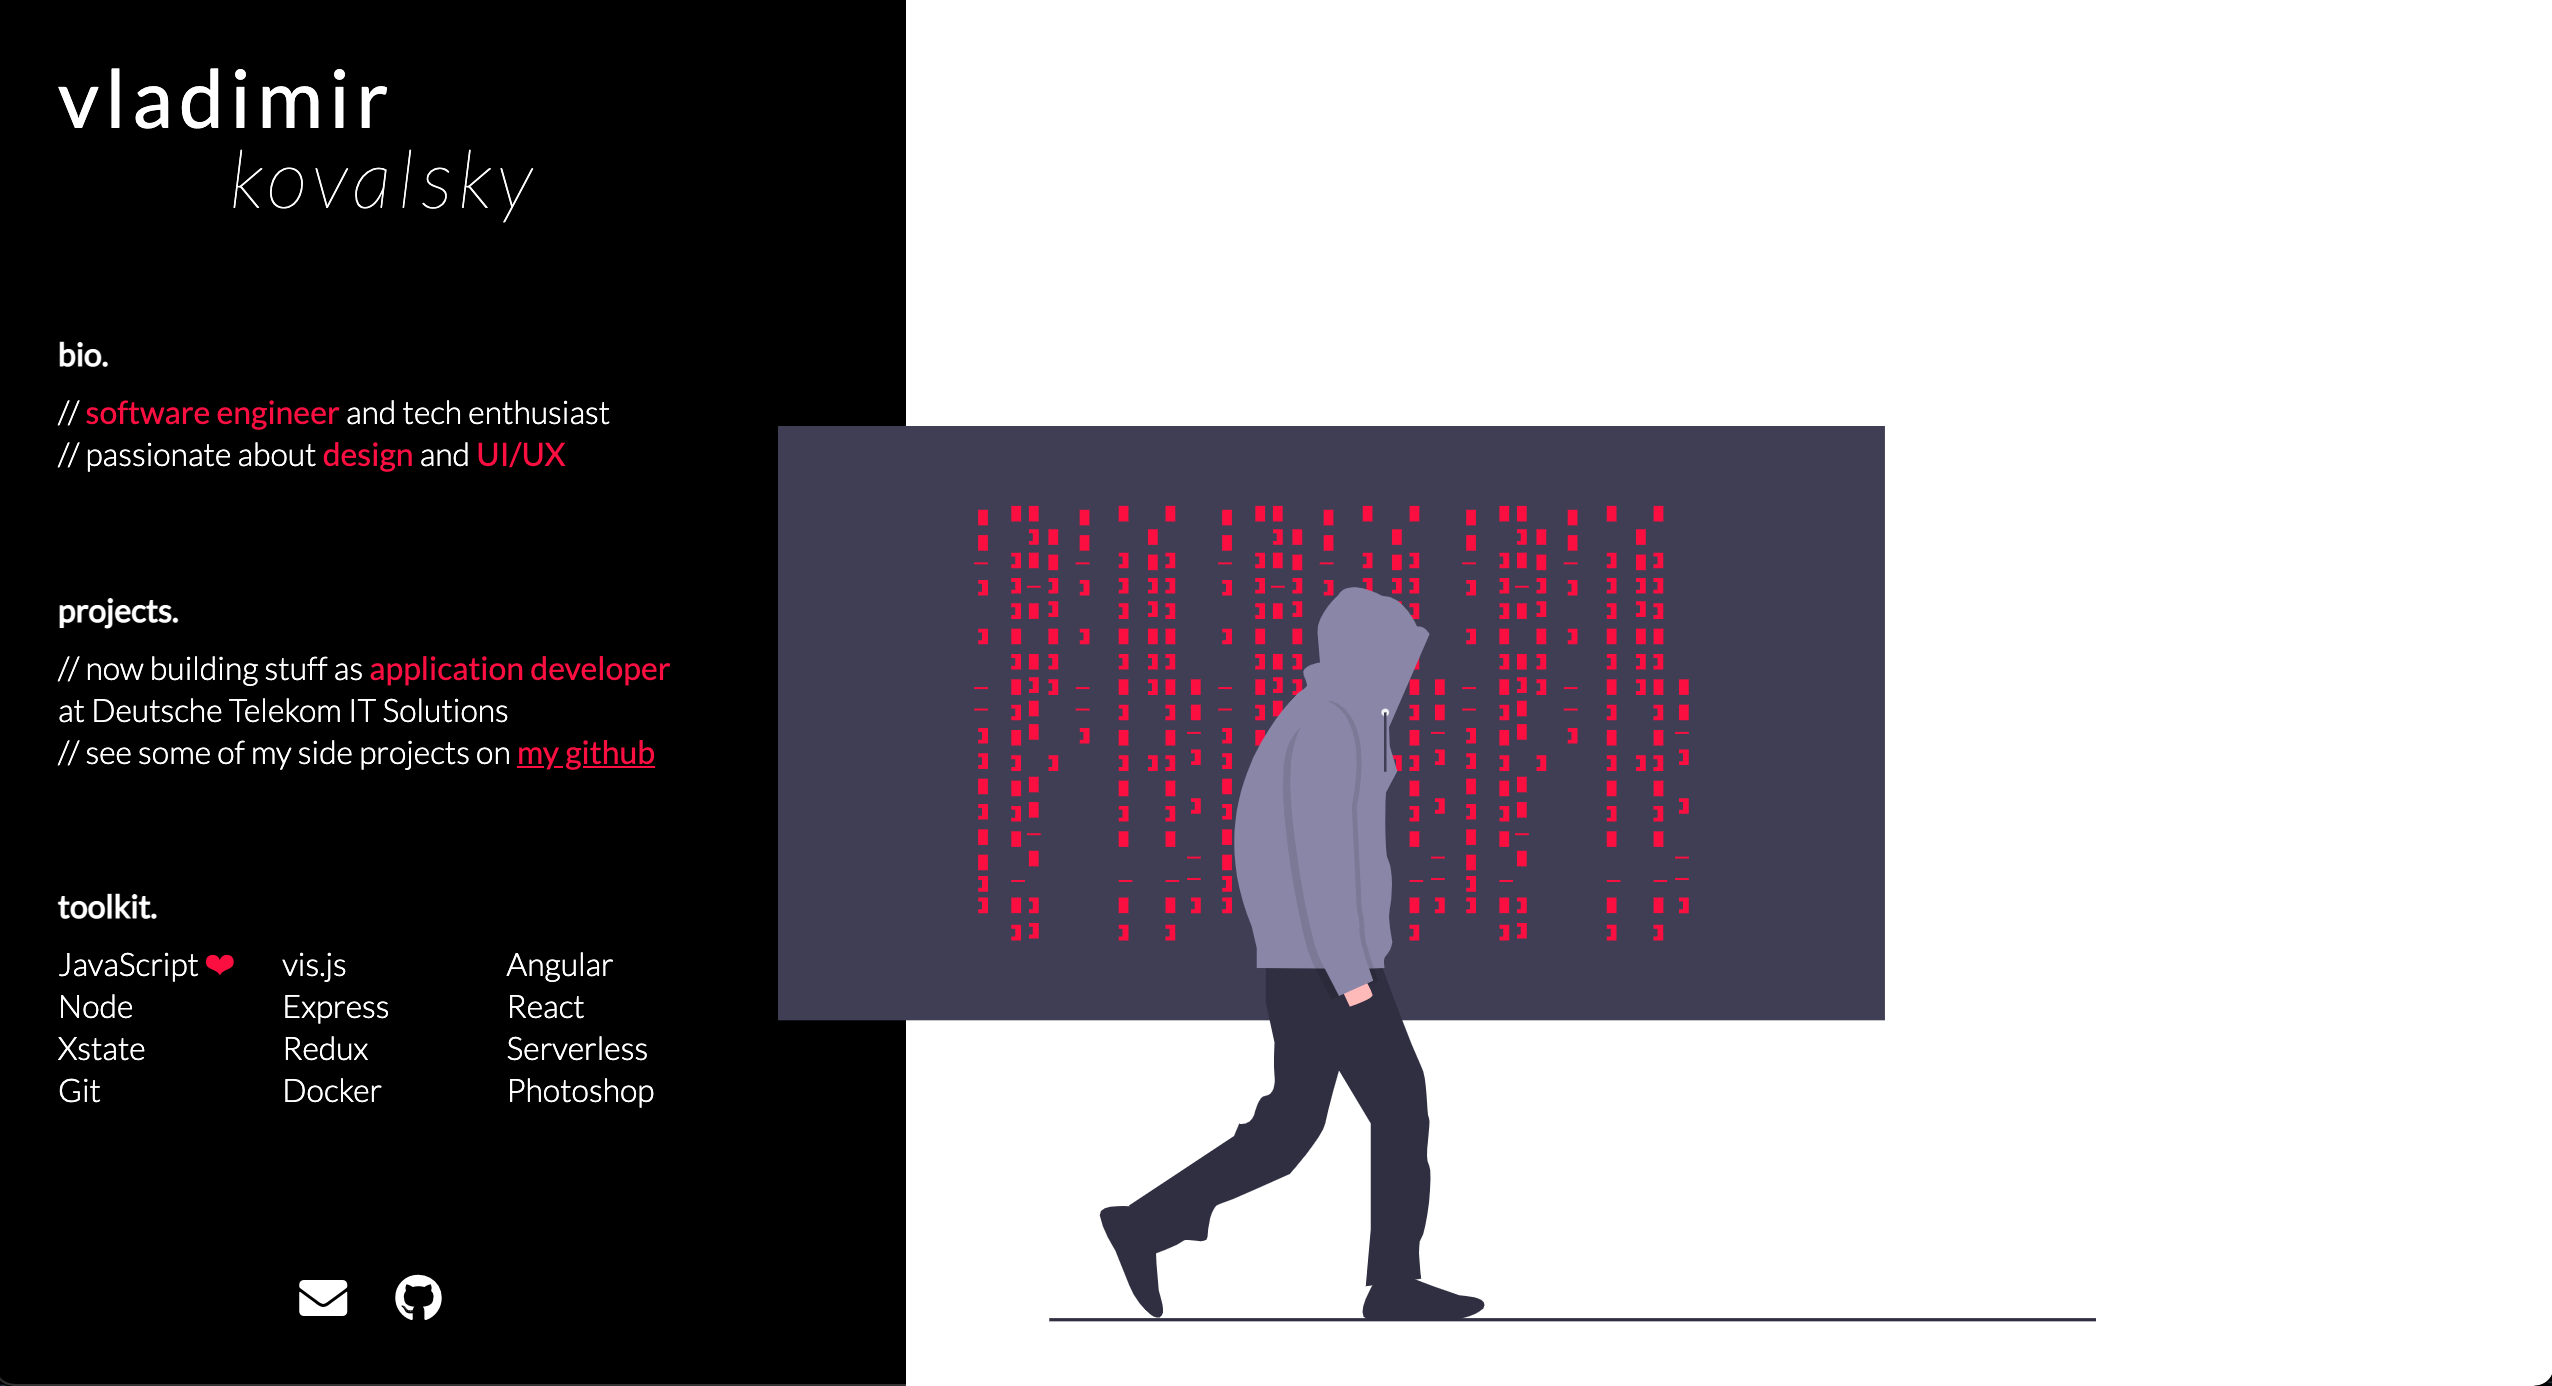 vladimir
kovalsky
bio.
// software engineer and tech enthusiast
// passionate about design and UI/UX
projects.
// now building stuff as application developer
at Deutsche Telekom IT Solutions
// see some of my side projects on my github
toolkit.
JavaScript ❤ vis.js Angular
Node Express React
Xstate Redux Serverless
Git Docker Photoshop